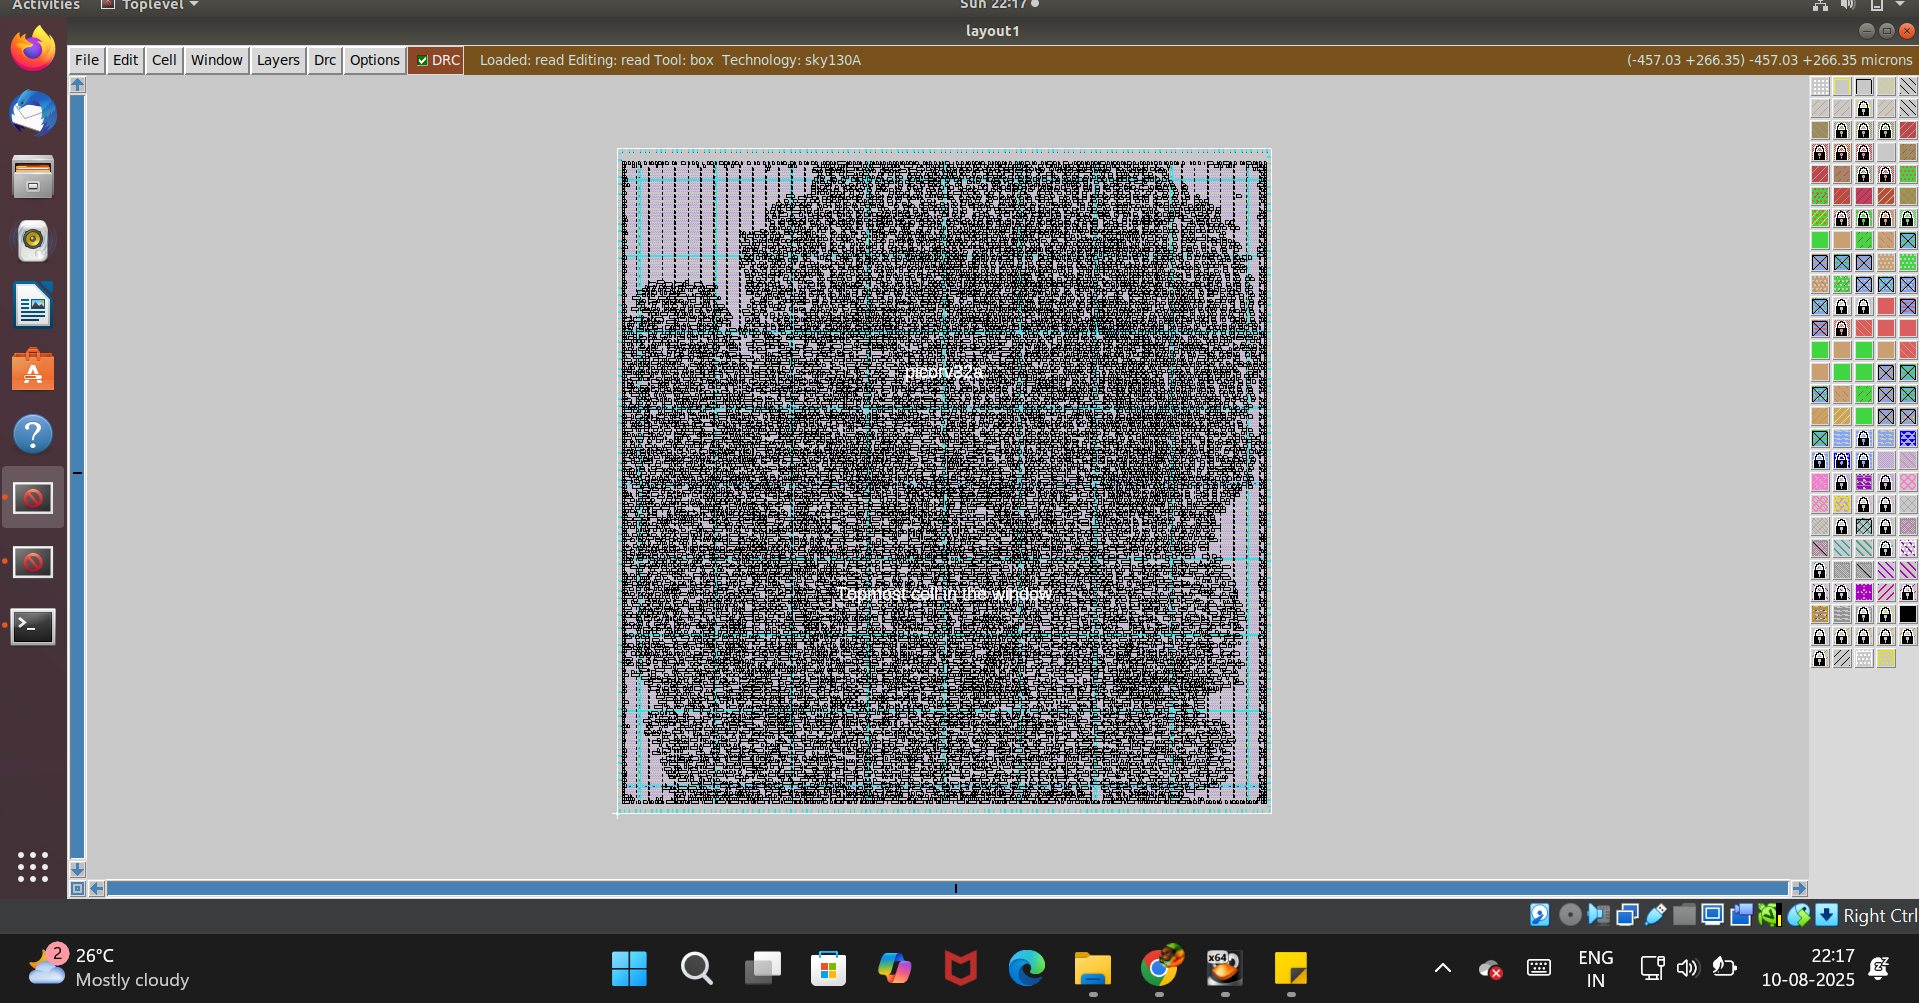 Activities Toplevel Sun 22:17
layout1
File Edit Cell Window Layers Drc Options DRC Loaded: read Editing: read Tool: box Technology: sky130A (-457.03 +266.35) -457.03 +266.35 microns
picorv32a
Topmost cell in the window
Right Ctrl
2 26°C
Mostly cloudy
x64
ENG
IN
22:17
10-08-2025